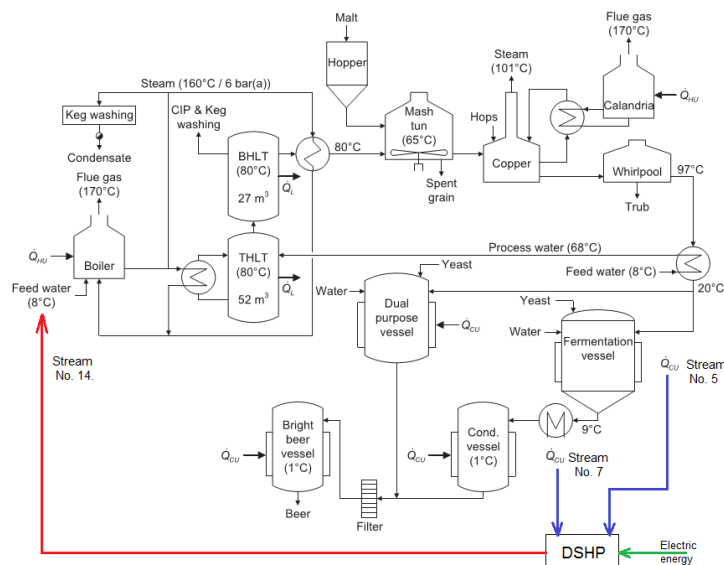 Malt
Hopper
Flue gas
(170°C)
Steam
(101°C)
Steam (160°C / 6 bar(a))
Keg washing
CIP & Keg
washing
Condensate
Flue gas
(170°C)
BHLT
(80°C)
27 m³
Q̇L
80°C
Mash
tun
(65°C)
Spent
grain
Hops
Copper
Calandria
Q̇HU
Whirlpool
97°C
Trub
Q̇HU
Boiler
Feed water
(8°C)
THLT
(80°C)
52 m³
Q̇L
Process water (68°C)
Feed water (8°C)
20°C
Yeast
Water
Dual
purpose
vessel
Q̇CU
Yeast
Water
Fermentation
vessel
Q̇CU Stream
No. 5
Stream
No. 14.
9°C
Bright
beer
vessel
(1°C)
Q̇CU
Beer
Filter
Cond.
vessel
(1°C)
Q̇CU
Q̇CU Stream
No. 7
DSHP
Electric
energy